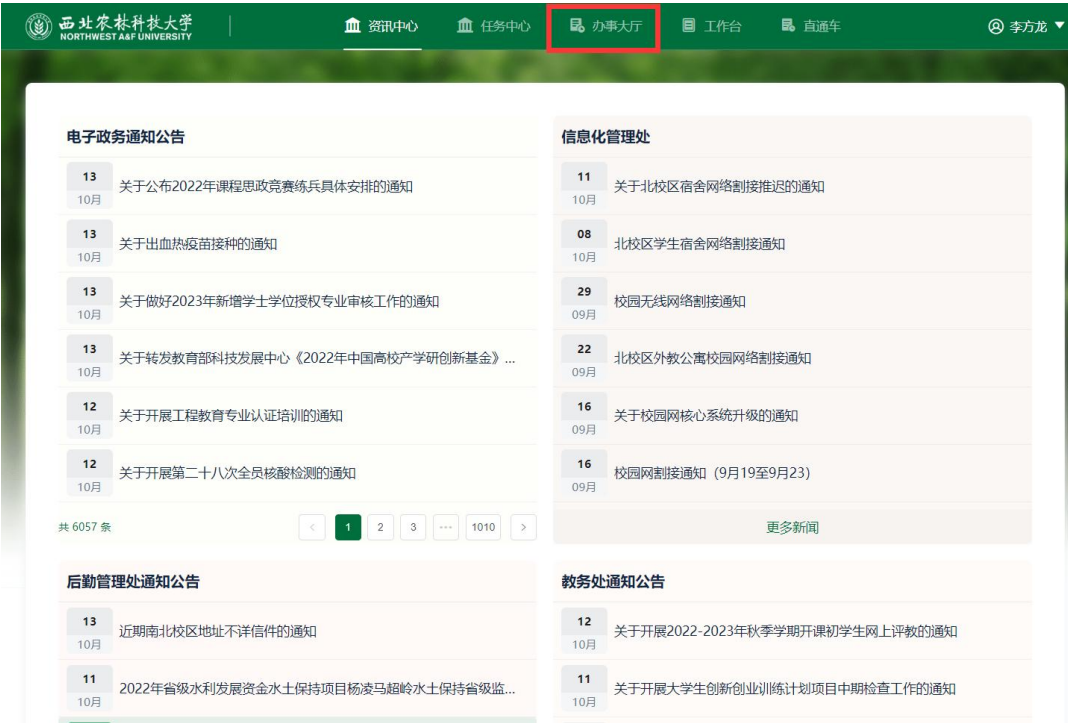 西北农林科技大学
NORTHWEST A&F UNIVERSITY
资讯中心
任务中心
办事大厅
工作台
直通车
李方龙
电子政务通知公告
13
10月
关于公布2022年课程思政竞赛练兵具体安排的通知
13
10月
关于出血热疫苗接种的通知
13
10月
关于做好2023年新增学士学位授权专业审核工作的通知
13
10月
关于转发教育部科技发展中心《2022年中国高校产学研创新基金》...
12
10月
关于开展工程教育专业认证培训的通知
12
10月
关于开展第二十八次全员核酸检测的通知
共 6057 条
< 1 2 3 ··· 1010 >
信息化管理处
11
10月
关于北校区宿舍网络割接推迟的通知
08
10月
北校区学生宿舍网络割接通知
29
09月
校园无线网络割接通知
22
09月
北校区外教公寓校园网络割接通知
16
09月
关于校园网核心系统升级的通知
16
09月
校园网割接通知（9月19至9月23）
更多新闻
后勤管理处通知公告
13
10月
近期南北校区地址不详信件的通知
11
10月
2022年省级水利发展资金水土保持项目杨凌马超岭水土保持省级监...
教务处通知公告
12
10月
关于开展2022-2023年秋季学期开课初学生网上评教的通知
11
10月
关于开展大学生创新创业训练计划项目中期检查工作的通知